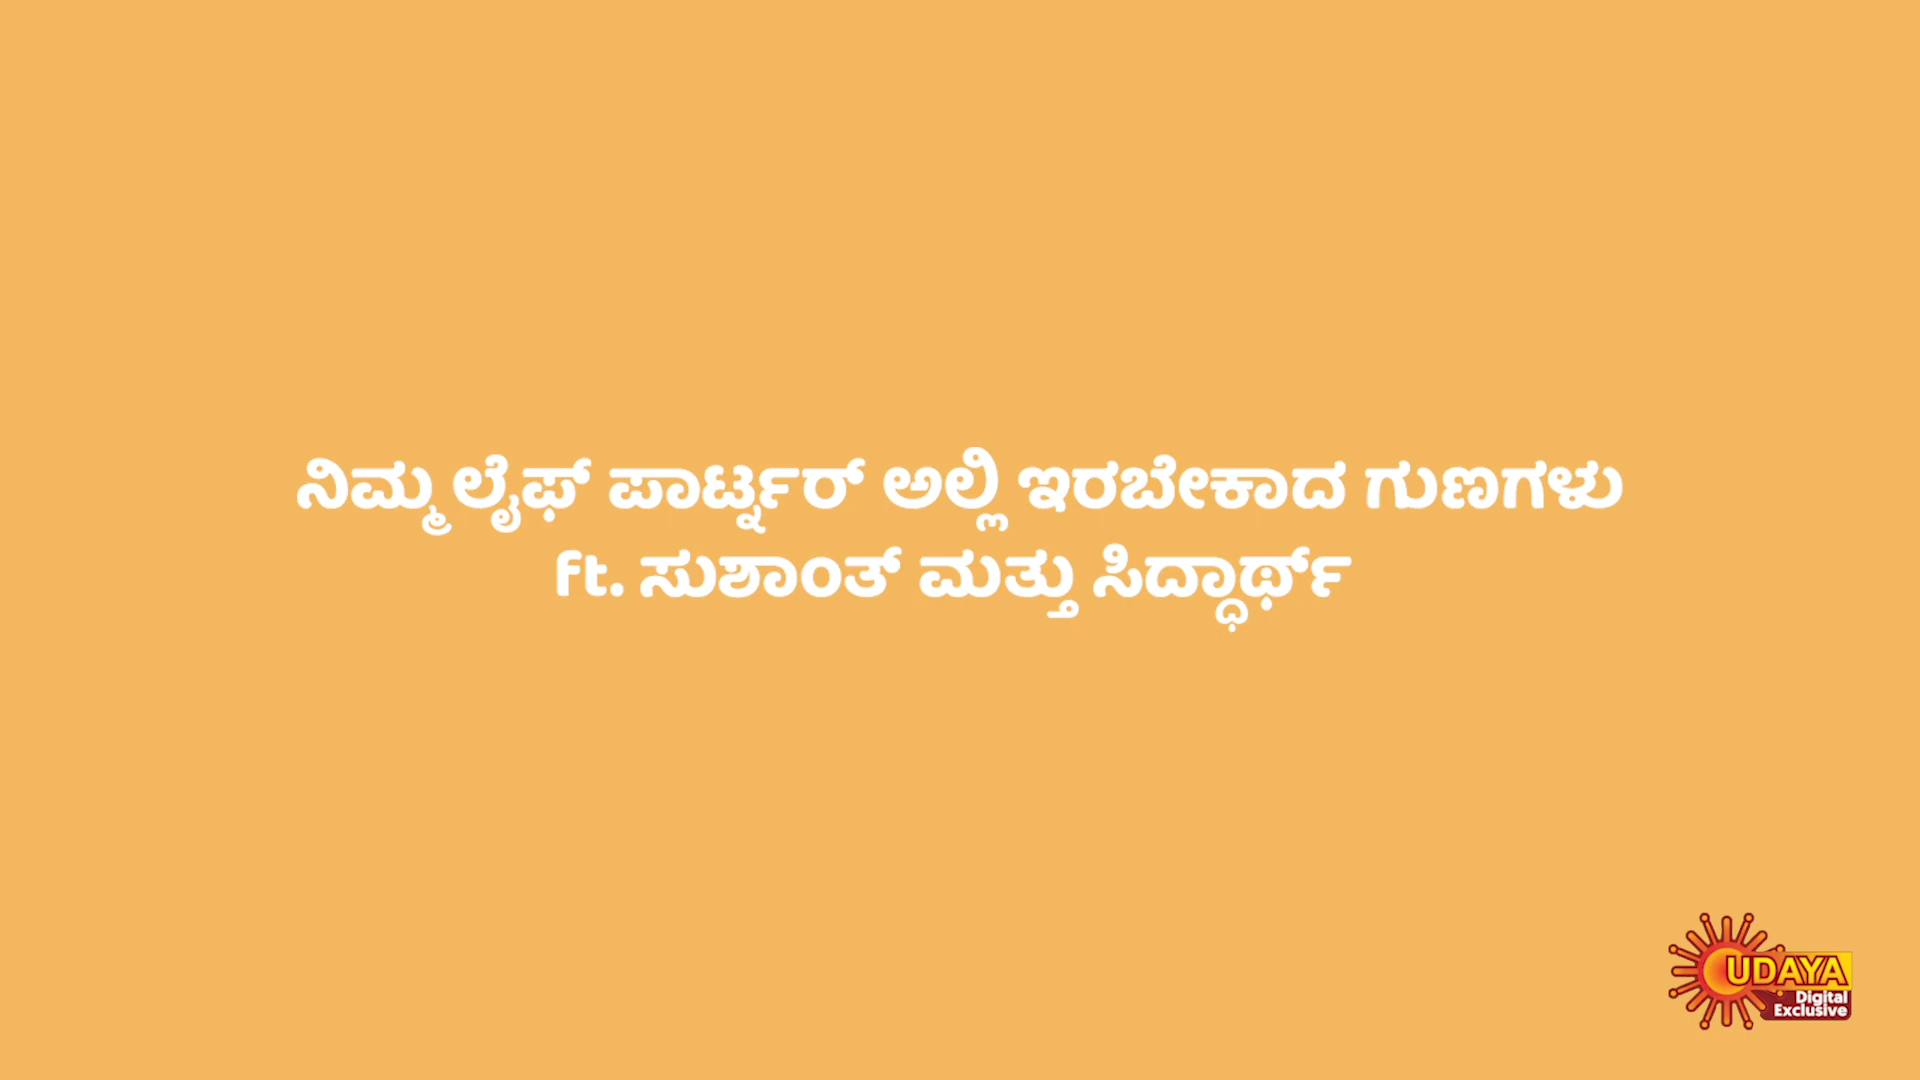 ನಿಮ್ಮ ಲೈಫ್ ಪಾರ್ಟ್ನರ್ ಅಲ್ಲಿ ಇರಬೇಕಾದ ಗುಣಗಳು
ft. ಸುಶಾಂತ್ ಮತ್ತು ಸಿದ್ಧಾರ್ಥ್
UDAYA
Digital
Exclusive